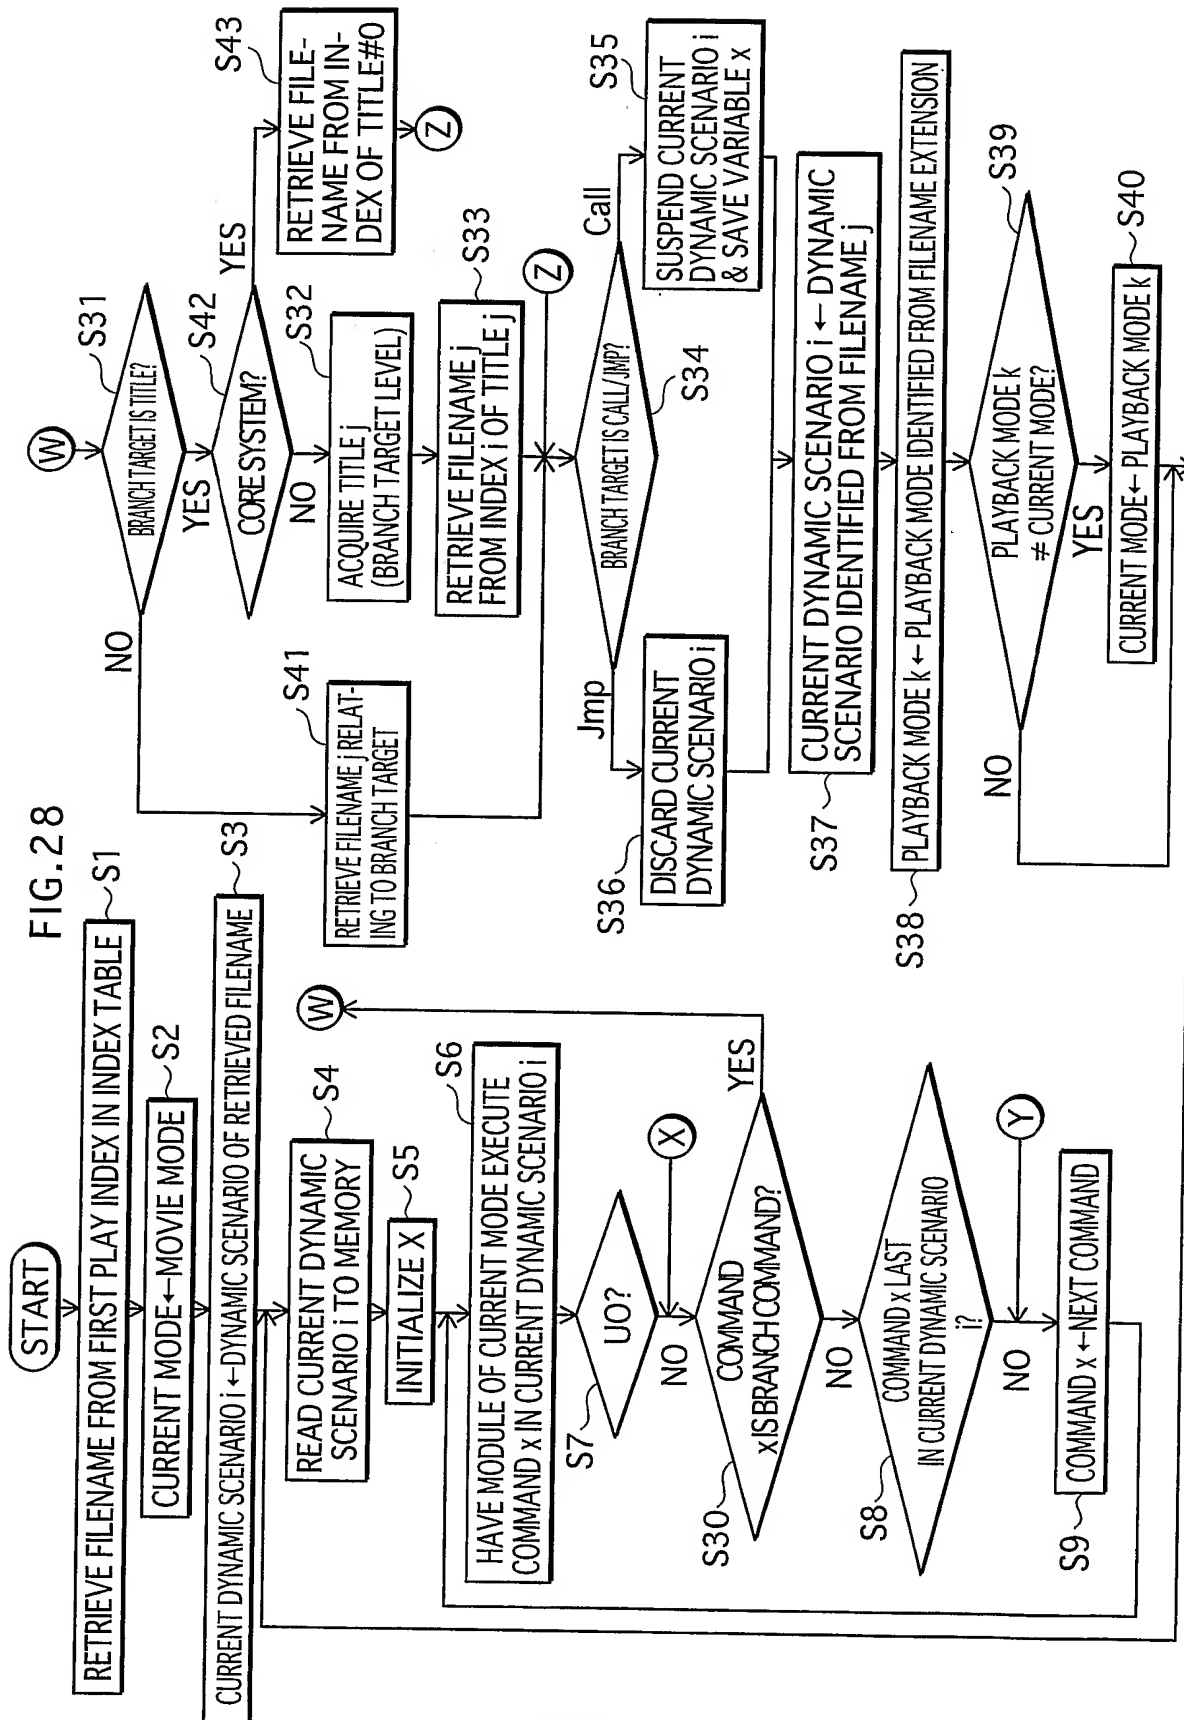 FIG.28
START
RETRIEVE FILENAME FROM FIRST PLAY INDEX IN INDEX TABLE
S1
CURRENT MODE←MOVIE MODE
S2
CURRENT DYNAMIC SCENARIO i←DYNAMIC SCENARIO OF RETRIEVED FILENAME
S3
READ CURRENT DYNAMIC
SCENARIO i TO MEMORY
S4
INITIALIZE X
S5
HAVE MODULE OF CURRENT MODE EXECUTE
COMMAND x IN CURRENT DYNAMIC SCENARIO i
S6
UO?
S7
NO
X
COMMAND
x IS BRANCH COMMAND?
S30
YES
W
NO
COMMAND x LAST
IN CURRENT DYNAMIC SCENARIO
i?
S8
NO
Y
COMMAND x←NEXT COMMAND
S9
W
BRANCH TARGET IS TITLE?
S31
NO
YES
CORE SYSTEM?
S42
YES
RETRIEVE FILE-
NAME FROM IN-
DEX OF TITLE#0
S43
Z
NO
ACQUIRE TITLE j
(BRANCH TARGET LEVEL)
S32
RETRIEVE FILENAME j
FROM INDEX i OF TITLE j
S33
RETRIEVE FILENAME j RELAT-
ING TO BRANCH TARGET
S41
Z
BRANCH TARGET IS CALL/JMP?
S34
Jmp
Call
SUSPEND CURRENT
DYNAMIC SCENARIO i
& SAVE VARIABLE x
S35
DISCARD CURRENT
DYNAMIC SCENARIO i
S36
CURRENT DYNAMIC SCENARIO i ← DYNAMIC
SCENARIO IDENTIFIED FROM FILENAME j
S37
PLAYBACK MODE k←PLAYBACK MODE IDENTIFIED FROM FILENAME EXTENSION
S38
PLAYBACK MODE k
≠ CURRENT MODE?
S39
NO
YES
CURRENT MODE←PLAYBACK MODE k
S40